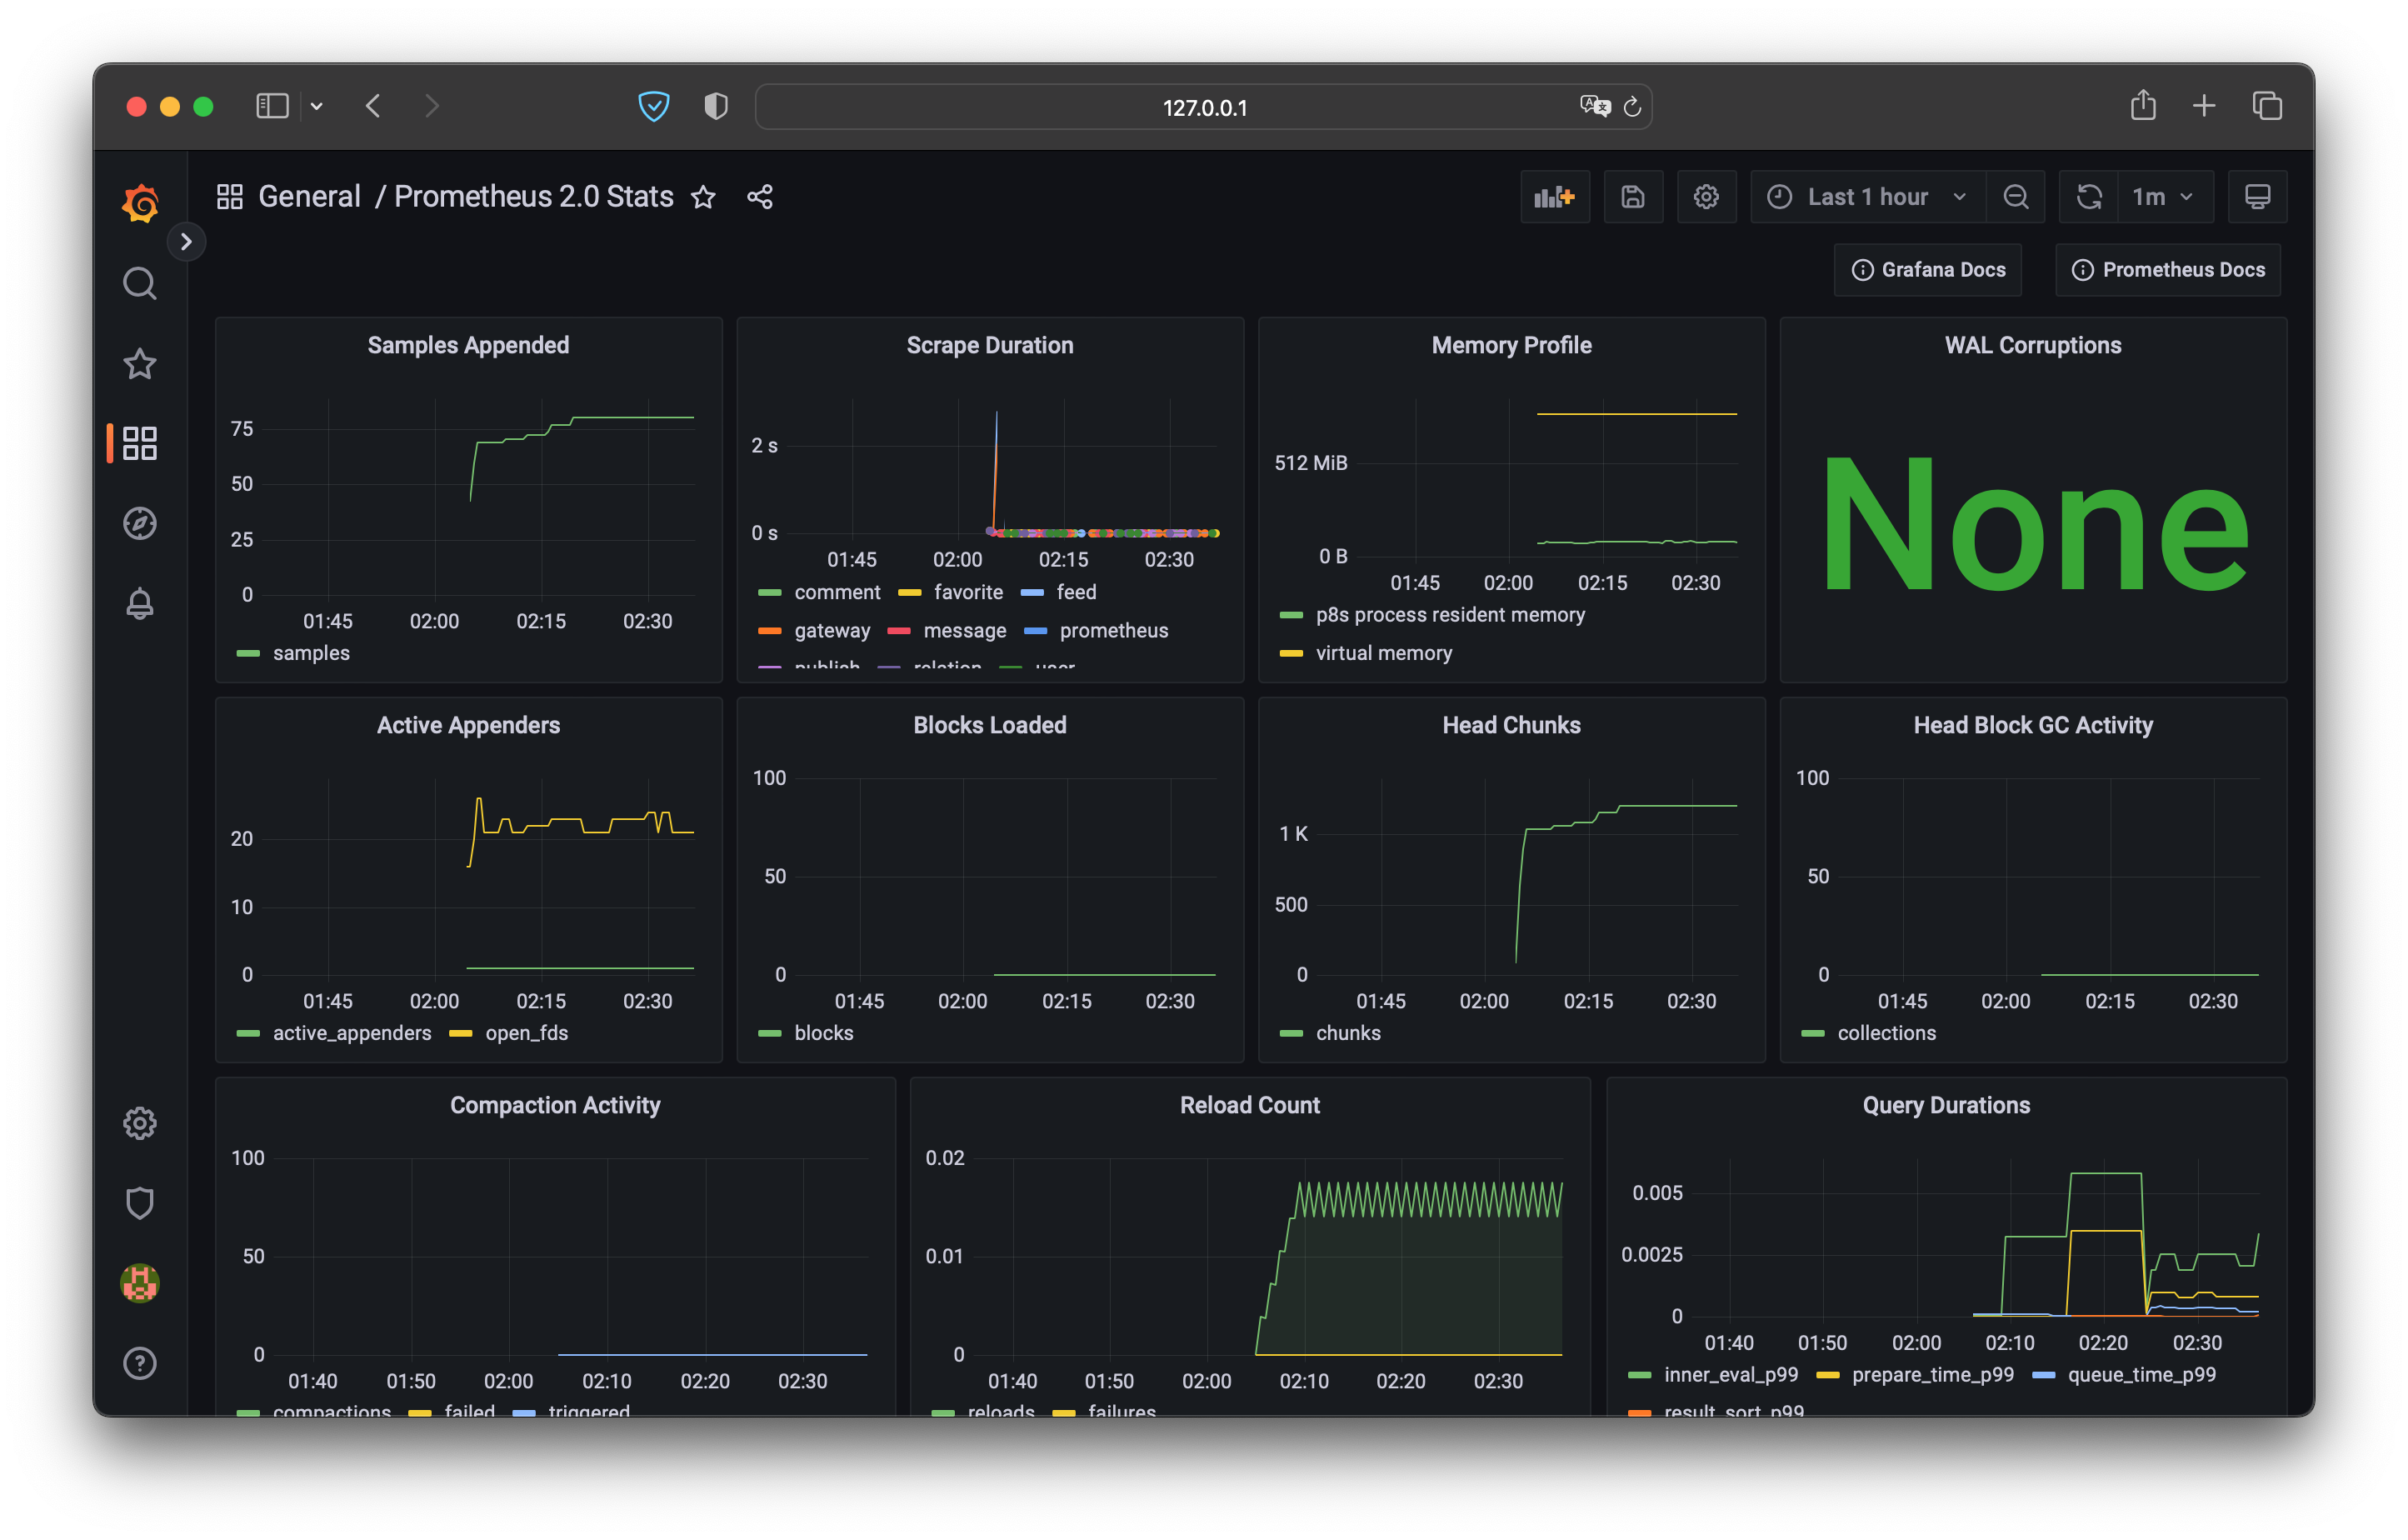 127.0.0.1
General / Prometheus 2.0 Stats
Last 1 hour
1m
Grafana Docs
Prometheus Docs
Samples Appended
75
50
25
0
01:45 02:00 02:15 02:30
samples
Scrape Duration
2 s
0 s
01:45 02:00 02:15 02:30
comment favorite feed
gateway message prometheus
publish relation user
Memory Profile
512 MiB
0 B
01:45 02:00 02:15 02:30
p8s process resident memory
virtual memory
WAL Corruptions
None
Active Appenders
20
10
0
01:45 02:00 02:15 02:30
active_appenders open_fds
Blocks Loaded
100
50
0
01:45 02:00 02:15 02:30
blocks
Head Chunks
1 K
500
0
01:45 02:00 02:15 02:30
chunks
Head Block GC Activity
100
50
0
01:45 02:00 02:15 02:30
collections
Compaction Activity
100
50
0
01:40 01:50 02:00 02:10 02:20 02:30
compactions failed triggered
Reload Count
0.02
0.01
0
01:40 01:50 02:00 02:10 02:20 02:30
reloads failures
Query Durations
0.005
0.0025
0
01:40 01:50 02:00 02:10 02:20 02:30
inner_eval_p99 prepare_time_p99 queue_time_p99
result_sort_p99